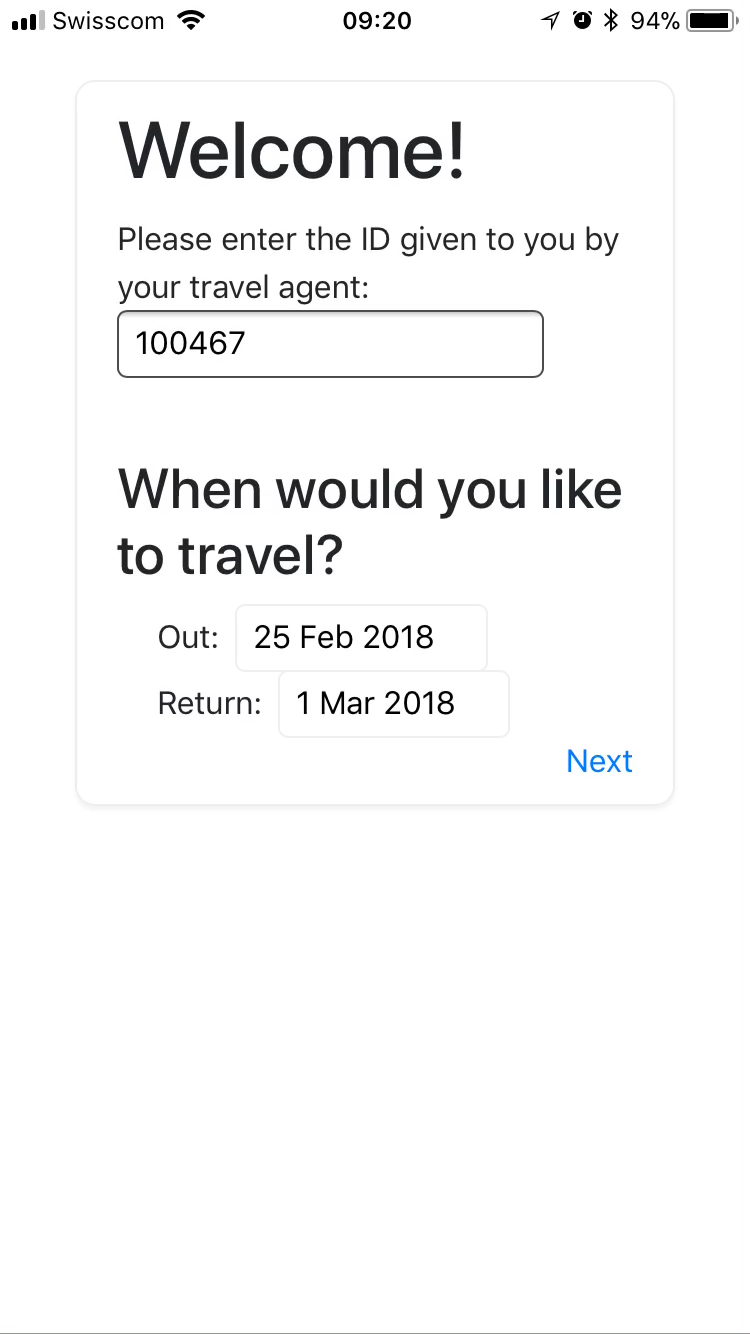 Swisscom 09:20 94%
Welcome!
Please enter the ID given to you by
your travel agent:
100467
When would you like
to travel?
Out: 25 Feb 2018
Return: 1 Mar 2018
Next